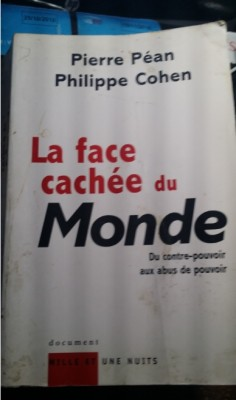 Pierre Péan
Philippe Cohen
La face
cachée du
Monde
Du contre-pouvoir
aux abus de pouvoir
document
MILLE ET UNE NUITS